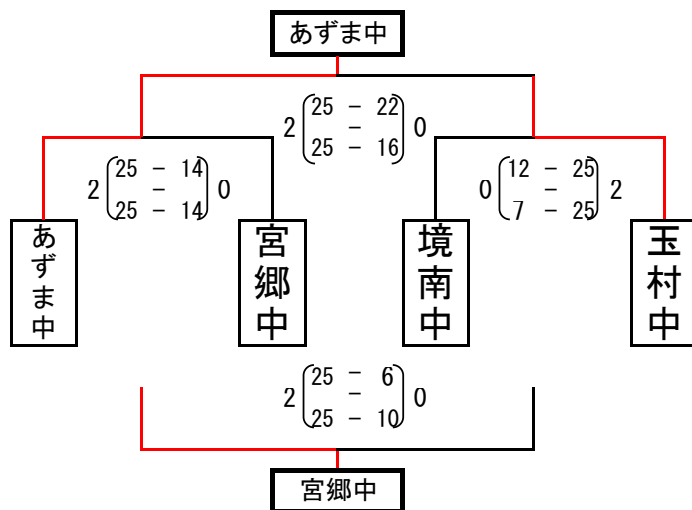 あずま中
2 25 - 22 0
-
25 - 16
2 25 - 14 0
-
25 - 14
0 12 - 25 2
-
7 - 25
あずま中
宮郷中
境南中
玉村中
2 25 - 6 0
-
25 - 10
宮郷中